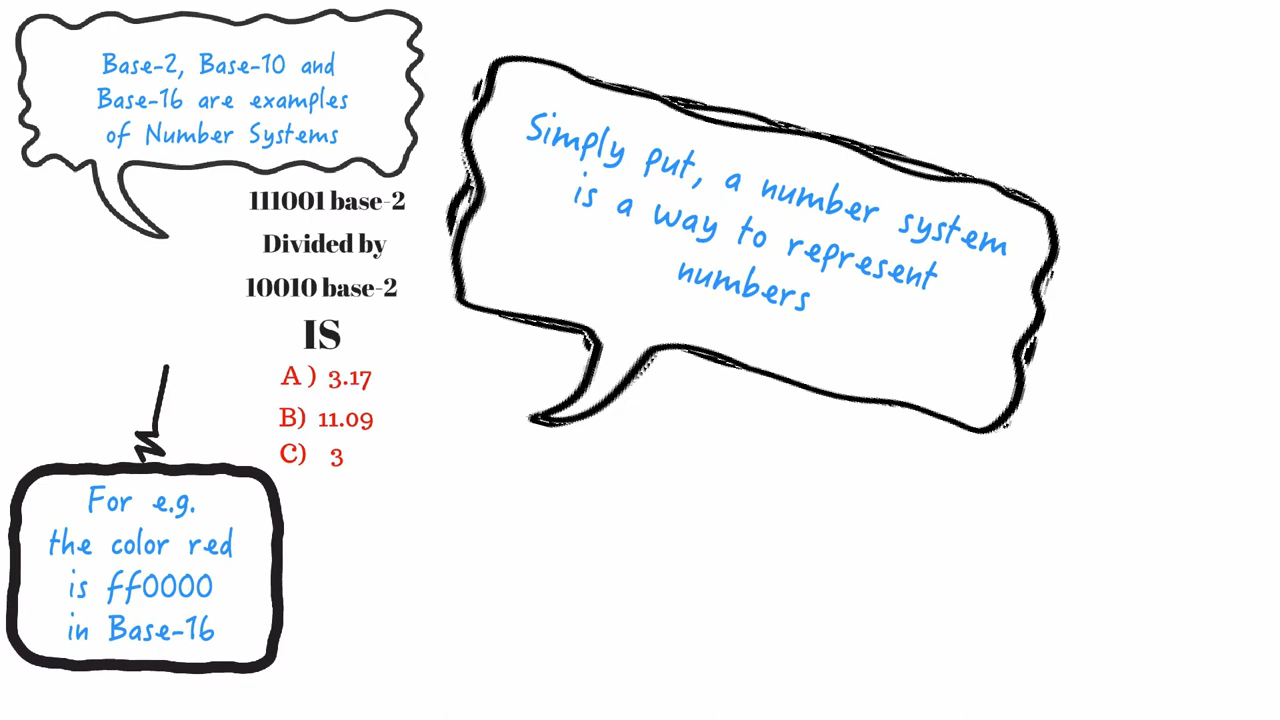 Base-2, Base-10 and
Base-16 are examples
of Number Systems
Simply put, a number system
is a way to represent
numbers
111001 base-2
Divided by
10010 base-2
IS
A ) 3.17
B) 11.09
C) 3
For e.g.
the color red
is ff0000
in Base-16